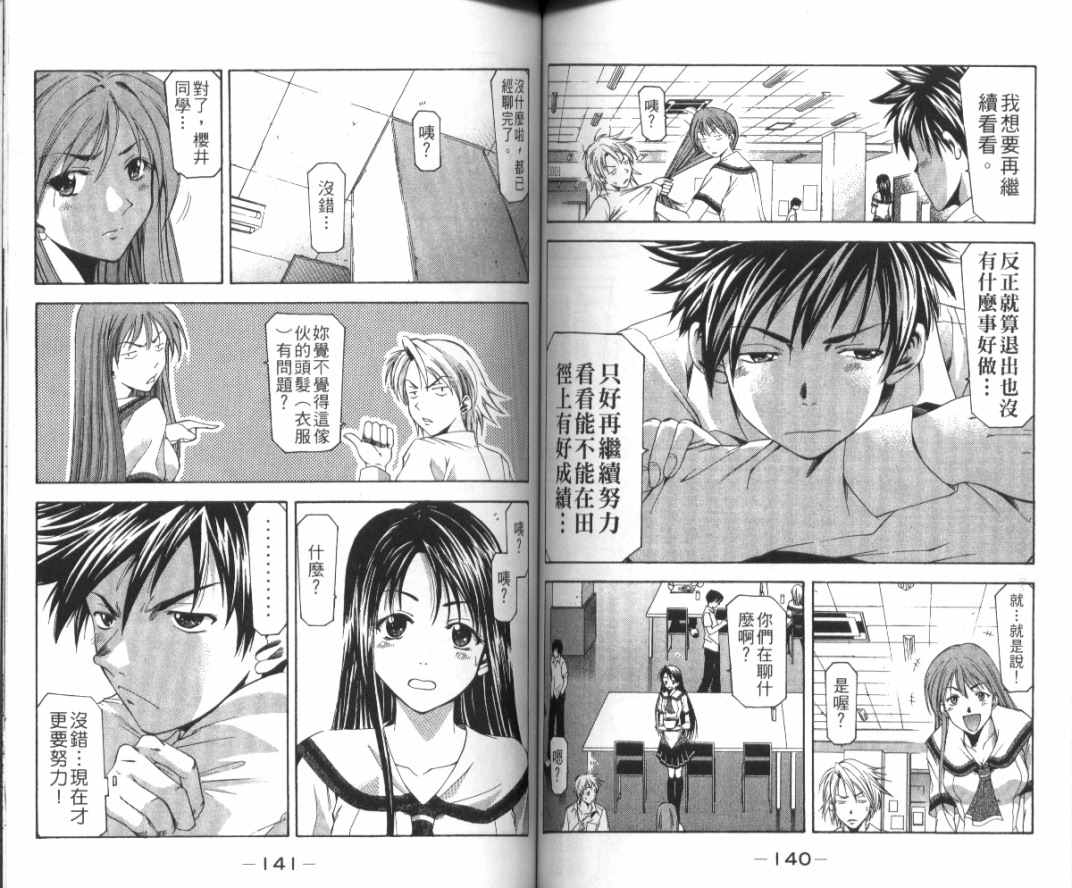 我想要再繼
續看看。
咦?
反正就算退出也沒
有什麼事好做…
只好再繼續努力
看看能不能在田
徑上有好成績…
就…就是說!
是喔?
你們在聊什
麼啊?
嗯?
—140—
沒什麼啦,都已
經聊完了。
咦?
沒錯…
對了,櫻井
同學…
妳覺不覺得這傢
伙的頭髮(衣服
)有問題?
咦?
咦?
什麼?
………
沒錯…現在才
更要努力!
—141—